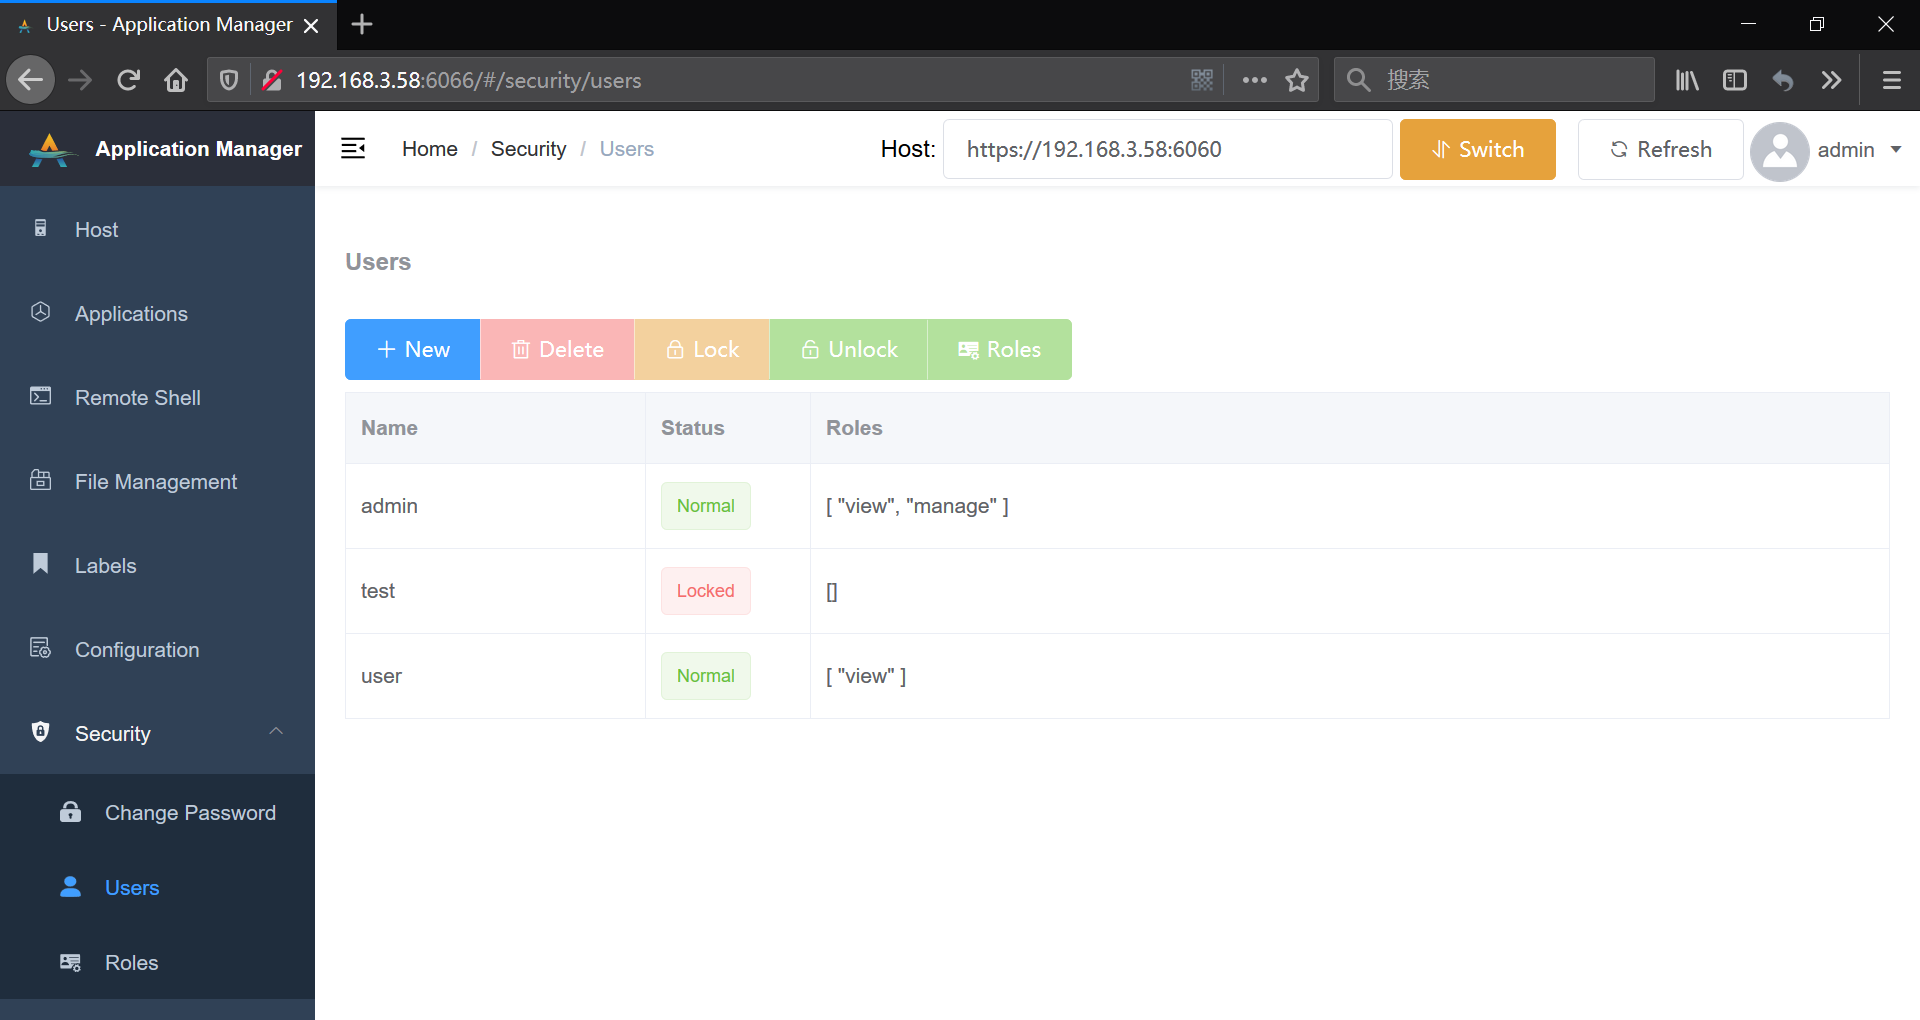 Users - Application Manager
192.168.3.58:6066/#/security/users
搜索
Application Manager
Home / Security / Users
Host: https://192.168.3.58:6060
Switch
Refresh
admin
Host
Applications
Remote Shell
File Management
Labels
Configuration
Security
Change Password
Users
Roles
Users
New
Delete
Lock
Unlock
Roles
Name Status Roles
admin Normal [ "view", "manage" ]
test Locked []
user Normal [ "view" ]